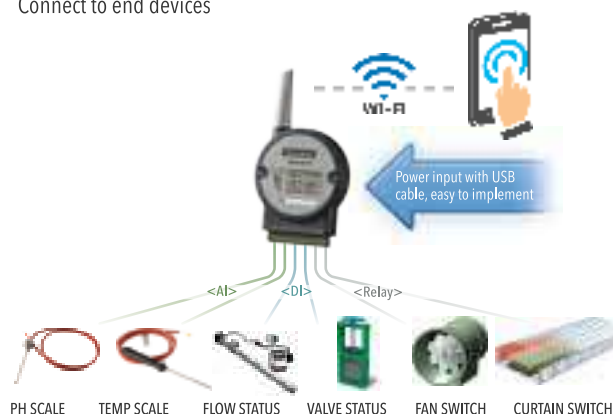 Connect to end devices
WI-FI
Power input with USB
cable, easy to implement
<AI>
<DI>
<Relay>
PH SCALE
TEMP SCALE
FLOW STATUS
VALVE STATUS
FAN SWITCH
CURTAIN SWITCH